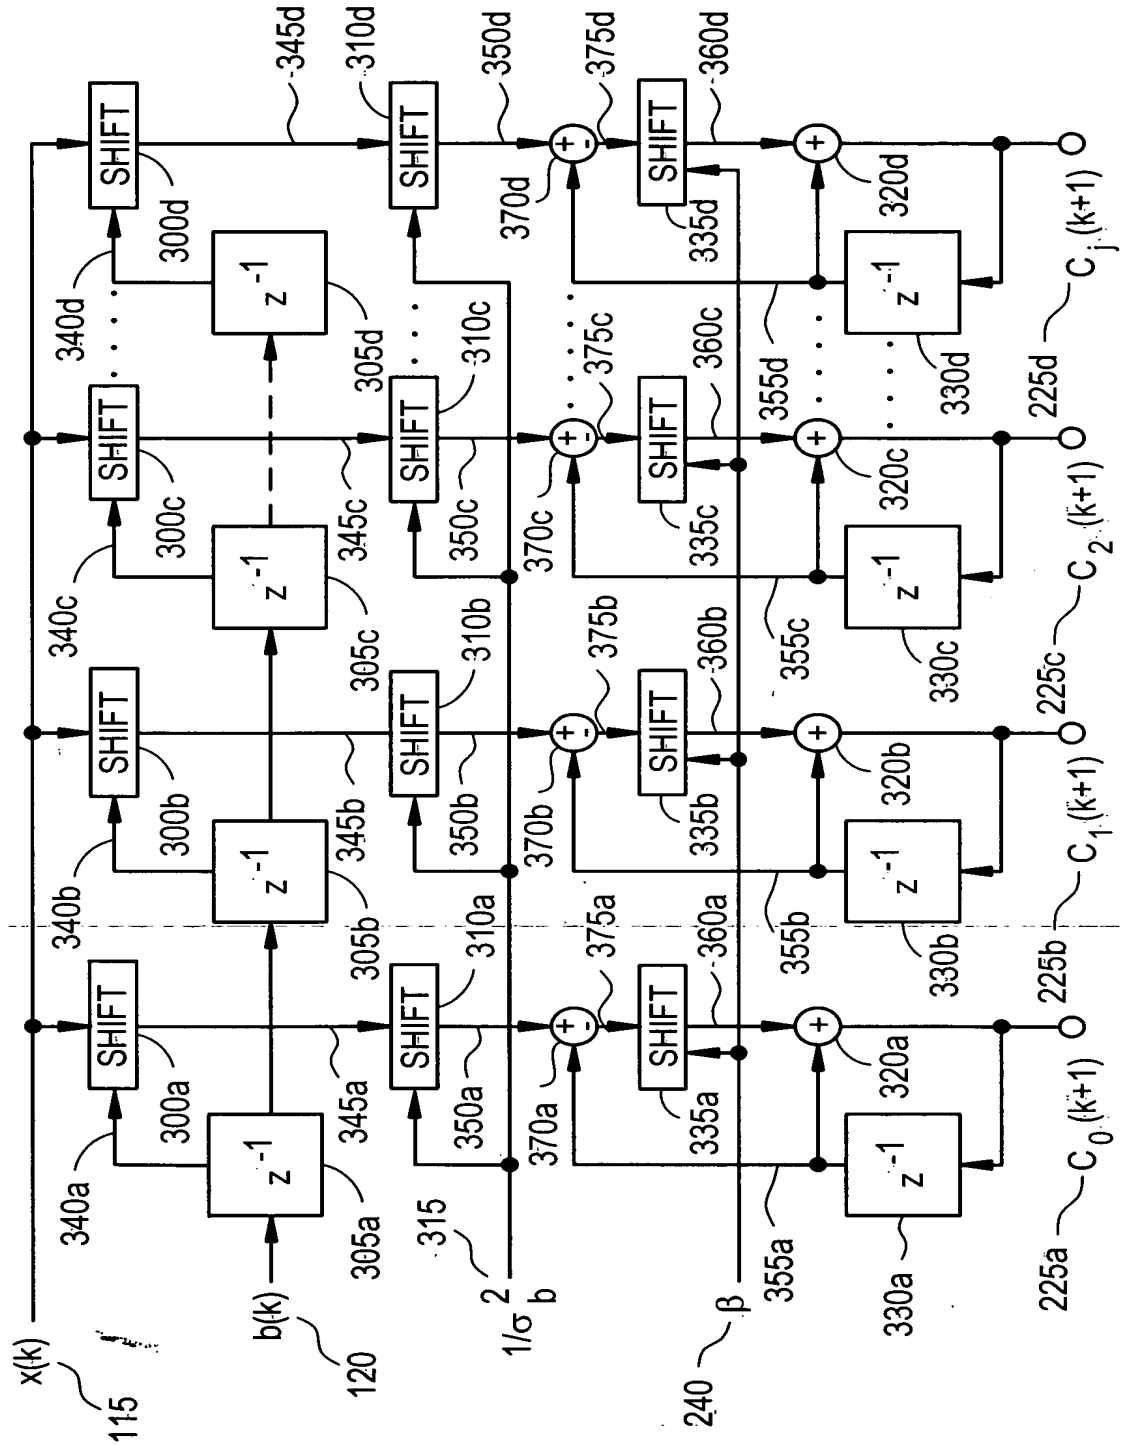 x(k)
115
340a
SHIFT
300a
340b
SHIFT
300b
340c
SHIFT
300c
340d
SHIFT
300d
b(k)
120
z⁻¹
305a
345a
z⁻¹
305b
345b
z⁻¹
305c
345c
z⁻¹
305d
345d
315
1/σ²b
SHIFT
310a
350a
SHIFT
310b
350b
SHIFT
310c
350c
SHIFT
310d
350d
370a
+
-
375a
370b
+
-
375b
370c
+
-
375c
370d
+
-
375d
240
β
SHIFT
335a
360a
SHIFT
335b
360b
SHIFT
335c
360c
SHIFT
335d
360d
355a
+
320a
355b
+
320b
355c
+
320c
355d
+
320d
z⁻¹
330a
z⁻¹
330b
z⁻¹
330c
z⁻¹
330d
225a
C₀(k+1)
225b
C₁(k+1)
225c
C₂(k+1)
225d
Cⱼ(k+1)